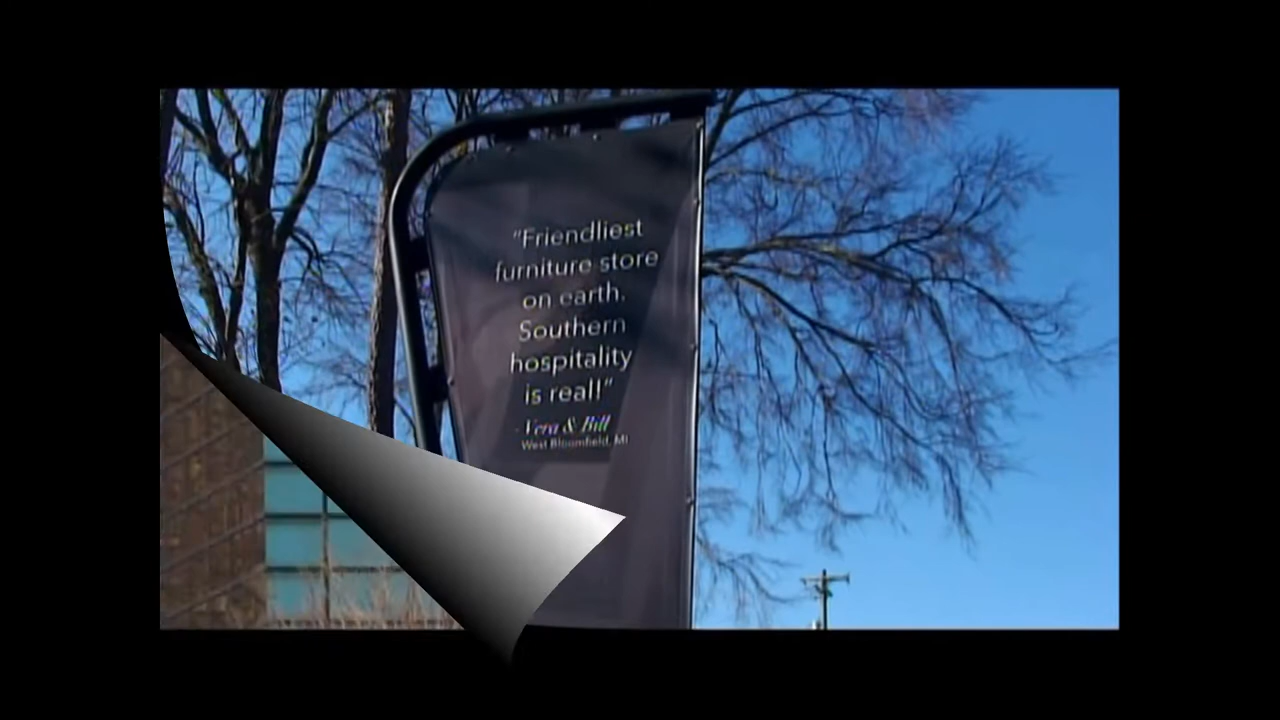 “Friendliest
furniture store
on earth.
Southern
hospitality
is real!”
- Vera & Bill
West Bloomfield, MI